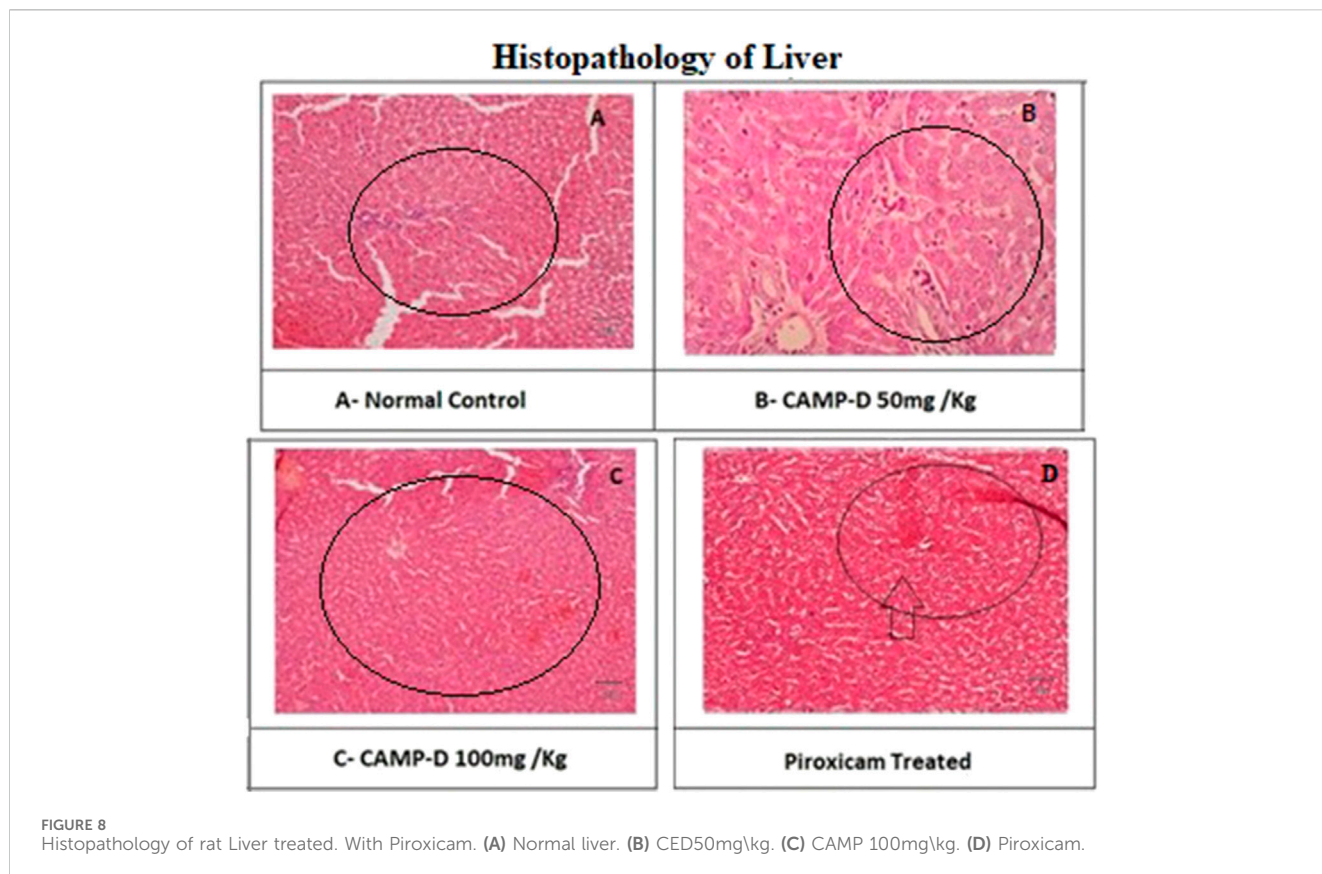 Histopathology of Liver
A
B
A- Normal Control
B- CAMP-D 50mg /Kg
C
D
C- CAMP-D 100mg /Kg
Piroxicam Treated
FIGURE 8
Histopathology of rat Liver treated. With Piroxicam. (A) Normal liver. (B) CED50mg\kg. (C) CAMP 100mg\kg. (D) Piroxicam.